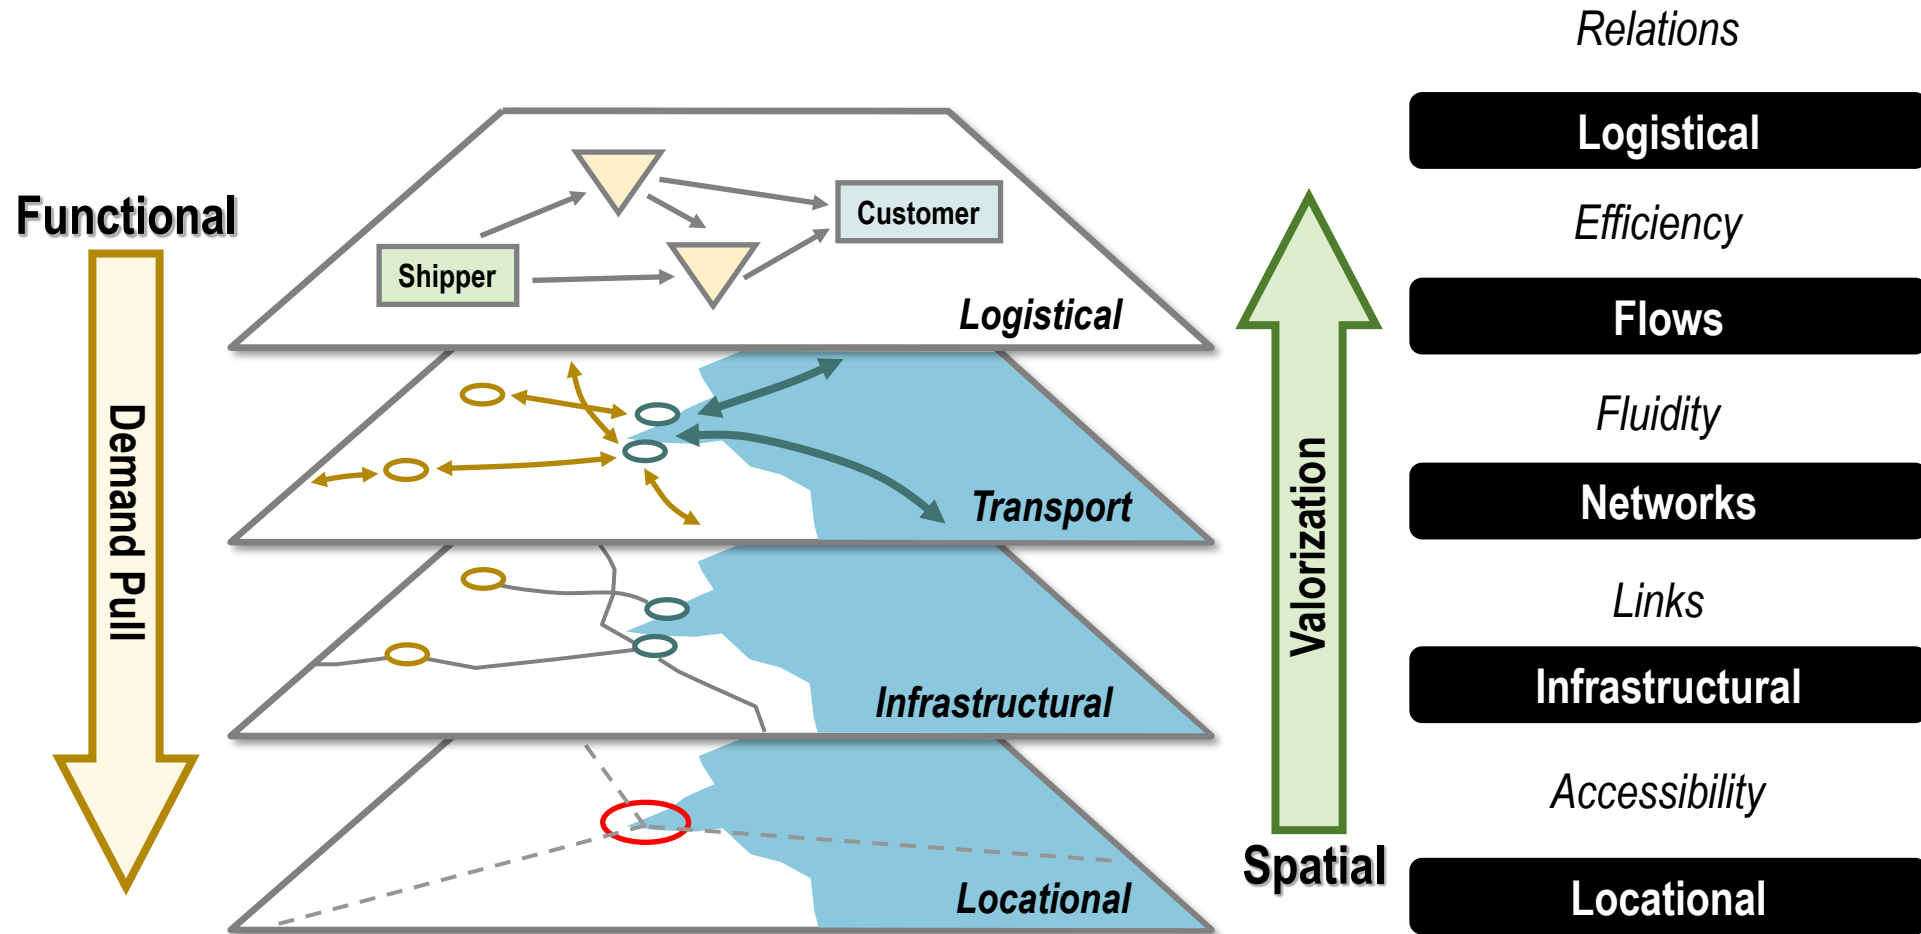 Functional
Demand Pull
Shipper
Customer
Logistical
Transport
Infrastructural
Locational
Valorization
Spatial
Relations
Logistical
Efficiency
Flows
Fluidity
Networks
Links
Infrastructural
Accessibility
Locational